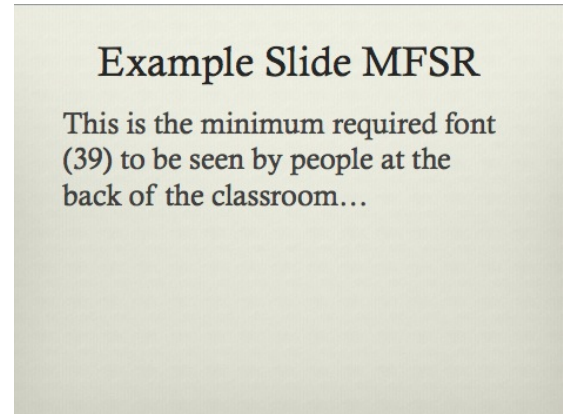 Example Slide MFSR
This is the minimum required font
(39) to be seen by people at the
back of the classroom…